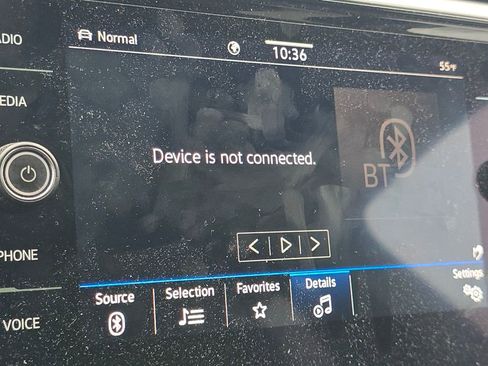 ADIO
Normal
10:36
55°F
EDIA
Device is not connected.
BT
PHONE
Settings
Source
Selection
Favorites
Details
VOICE